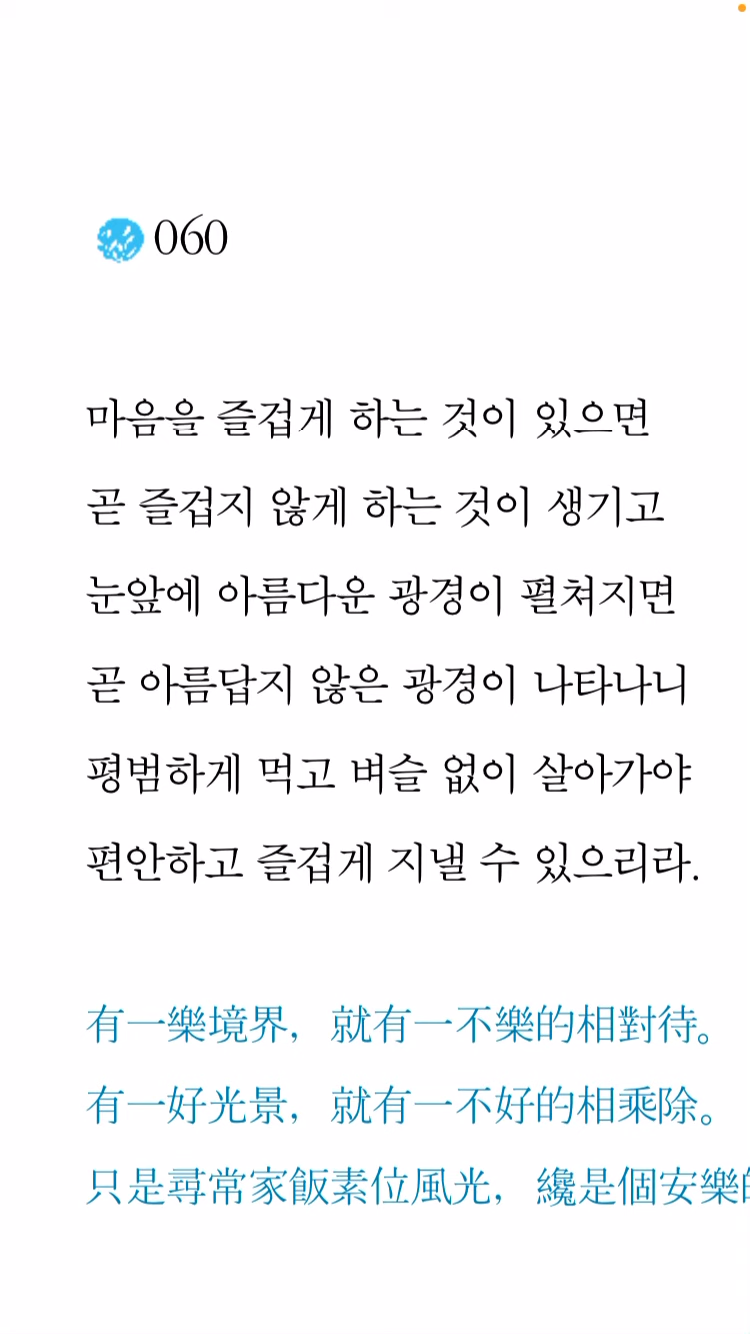 060
마음을 즐겁게 하는 것이 있으면
곧 즐겁지 않게 하는 것이 생기고
눈앞에 아름다운 광경이 펼쳐지면
곧 아름답지 않은 광경이 나타나니
평범하게 먹고 벼슬 없이 살아가야
편안하고 즐겁게 지낼 수 있으리라.
有一樂境界，就有一不樂的相對待。
有一好光景，就有一不好的相乘除。
只是尋常家飯素位風光，纔是個安樂的